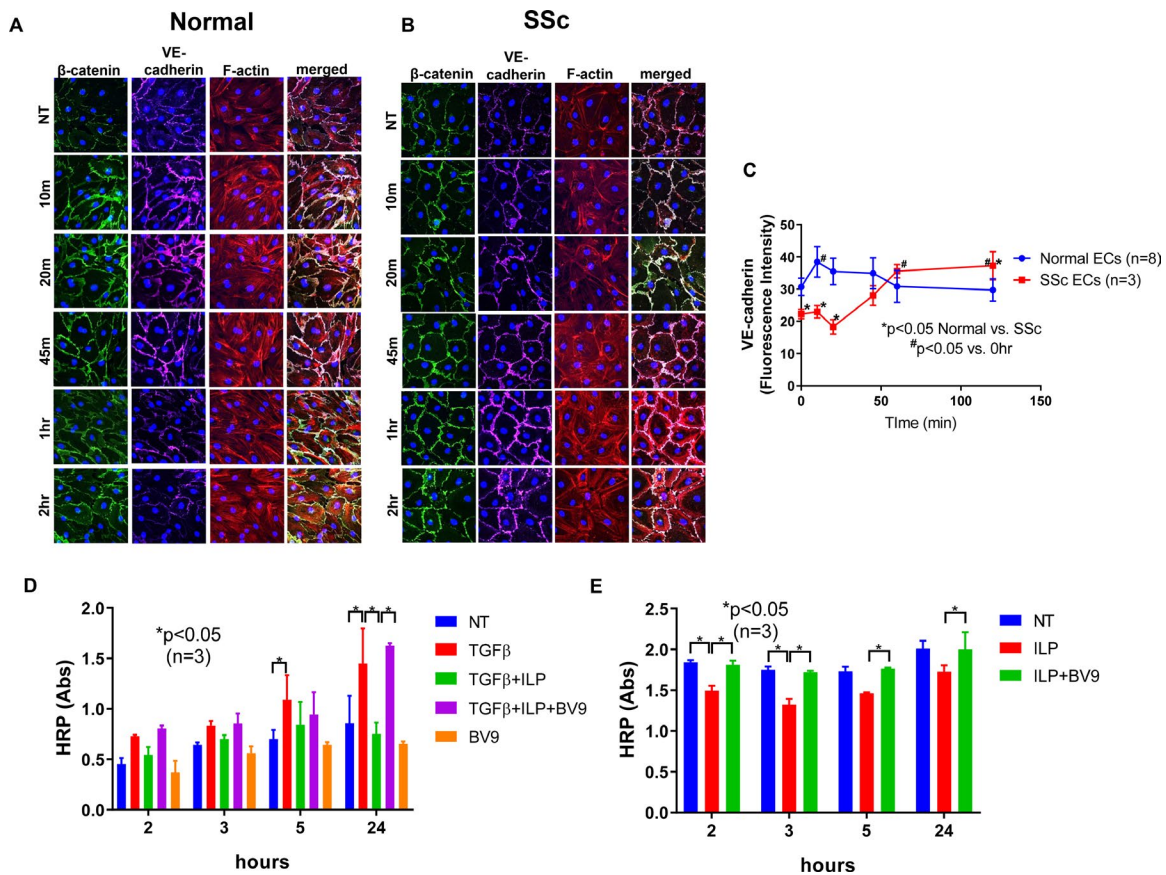 A
Normal
β-catenin
VE-
cadherin
F-actin
merged
NT
10m
20m
45m
1hr
2hr
B
SSc
β-catenin
VE-
cadherin
F-actin
merged
NT
10m
20m
45m
1hr
2hr
C
VE-cadherin
(Fluorescence Intensity)
50
40
30
20
10
0
0
50
100
150
TIme (min)
#
#
#
*
*
*
*
*p<0.05 Normal vs. SSc
#p<0.05 vs. 0hr
Normal ECs (n=8)
SSc ECs (n=3)
D
HRP (Abs)
2.0
1.5
1.0
0.5
0.0
*p<0.05
(n=3)
*
*
*
*
2
3
5
24
hours
NT
TGFβ
TGFβ+ILP
TGFβ+ILP+BV9
BV9
E
HRP (Abs)
2.5
2.0
1.5
1.0
0.5
0.0
*p<0.05
(n=3)
*
*
*
*
*
*
2
3
5
24
hours
NT
ILP
ILP+BV9